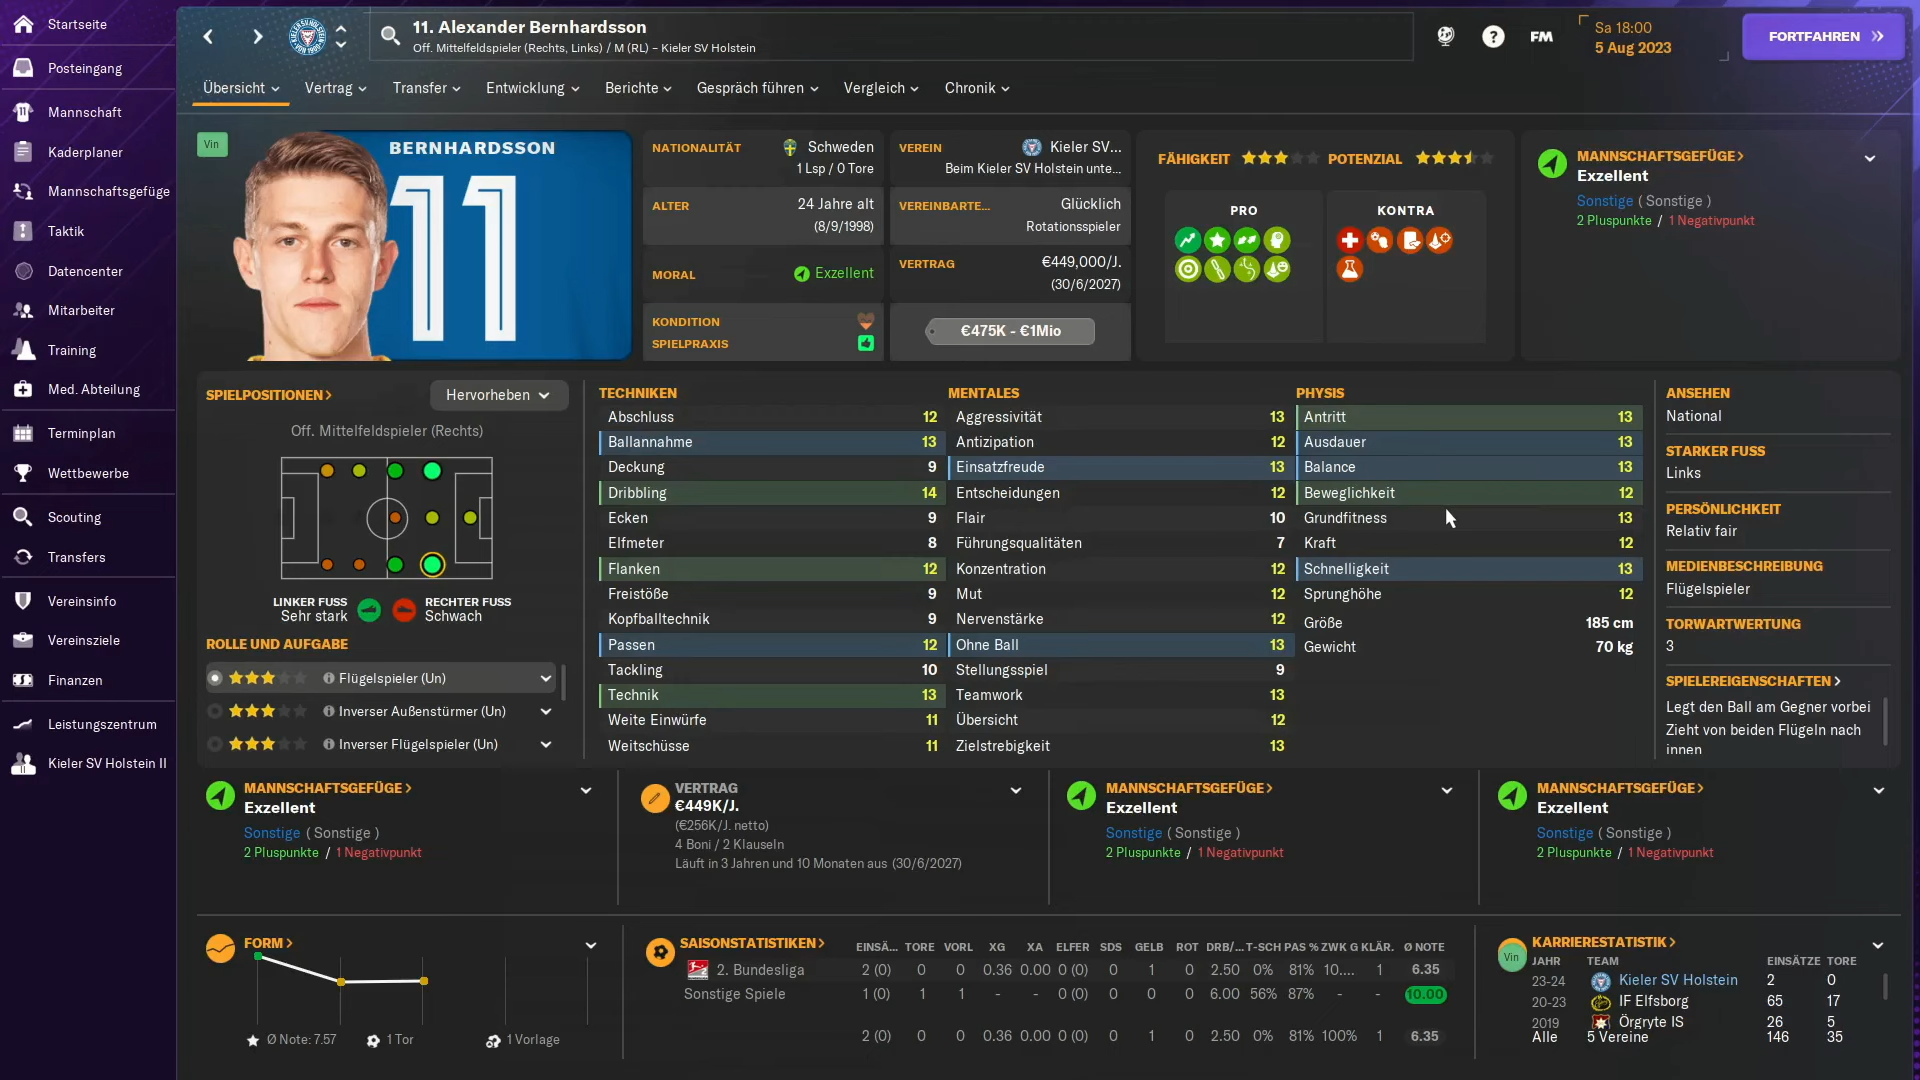 Startseite
Posteingang
Mannschaft
Kaderplaner
Mannschaftsgefüge
Taktik
Datencenter
Mitarbeiter
Training
Med. Abteilung
Terminplan
Wettbewerbe
Scouting
Transfers
Vereinsinfo
Vereinsziele
Finanzen
Leistungszentrum
Kieler SV Holstein II
11. Alexander Bernhardsson
Off. Mittelfeldspieler (Rechts, Links) / M (RL) – Kieler SV Holstein
FM
Sa 18:00
5 Aug 2023
FORTFAHREN
Übersicht Vertrag Transfer Entwicklung Berichte Gespräch führen Vergleich Chronik
Vin
BERNHARDSSON
11
NATIONALITÄT Schweden
1 Lsp / 0 Tore
ALTER 24 Jahre alt
(8/9/1998)
MORAL Exzellent
KONDITION
SPIELPRAXIS
VEREIN Kieler SV...
Beim Kieler SV Holstein unte...
VEREINBARTE... Glücklich
Rotationsspieler
VERTRAG €449,000/J.
(30/6/2027)
€475K - €1Mio
FÄHIGKEIT POTENZIAL
PRO KONTRA
MANNSCHAFTSGEFÜGE
Exzellent
Sonstige ( Sonstige )
2 Pluspunkte / 1 Negativpunkt
SPIELPOSITIONEN Hervorheben
Off. Mittelfeldspieler (Rechts)
LINKER FUSS RECHTER FUSS
Sehr stark Schwach
ROLLE UND AUFGABE
Flügelspieler (Un)
Inverser Außenstürmer (Un)
Inverser Flügelspieler (Un)
TECHNIKEN
Abschluss 12
Ballannahme 13
Deckung 9
Dribbling 14
Ecken 9
Elfmeter 8
Flanken 12
Freistöße 9
Kopfballtechnik 9
Passen 12
Tackling 10
Technik 13
Weite Einwürfe 11
Weitschüsse 11
MENTALES
Aggressivität 13
Antizipation 12
Einsatzfreude 13
Entscheidungen 12
Flair 10
Führungsqualitäten 7
Konzentration 12
Mut 12
Nervenstärke 12
Ohne Ball 13
Stellungsspiel 9
Teamwork 13
Übersicht 12
Zielstrebigkeit 13
PHYSIS
Antritt 13
Ausdauer 13
Balance 13
Beweglichkeit 12
Grundfitness 13
Kraft 12
Schnelligkeit 13
Sprunghöhe 12
Größe 185 cm
Gewicht 70 kg
ANSEHEN
National
STARKER FUSS
Links
PERSÖNLICHKEIT
Relativ fair
MEDIENBESCHREIBUNG
Flügelspieler
TORWARTWERTUNG
3
SPIELEREIGENSCHAFTEN
Legt den Ball am Gegner vorbei
Zieht von beiden Flügeln nach
innen
MANNSCHAFTSGEFÜGE
Exzellent
Sonstige ( Sonstige )
2 Pluspunkte / 1 Negativpunkt
VERTRAG
€449K/J.
(€256K/J. netto)
4 Boni / 2 Klauseln
Läuft in 3 Jahren und 10 Monaten aus (30/6/2027)
MANNSCHAFTSGEFÜGE
Exzellent
Sonstige ( Sonstige )
2 Pluspunkte / 1 Negativpunkt
MANNSCHAFTSGEFÜGE
Exzellent
Sonstige ( Sonstige )
2 Pluspunkte / 1 Negativpunkt
FORM
Ø Note: 7.57 1 Tor 1 Vorlage
SAISONSTATISTIKEN EINSÄ... TORE VORL XG XA ELFER SDS GELB ROT DRB/... T-SCH PAS % ZWK G KLÄR. Ø NOTE
2. Bundesliga 2 (0) 0 0 0.36 0.00 0 (0) 0 1 0 2.50 0% 81% 10.... 1 6.35
Sonstige Spiele 1 (0) 1 1 - - 0 (0) 0 0 0 6.00 56% 87% - - 10.00
2 (0) 0 0 0.36 0.00 0 (0) 0 1 0 2.50 0% 81% 100% 1 6.35
Vin
KARRIERESTATISTIK
JAHR TEAM EINSÄTZE TORE
23-24 Kieler SV Holstein 2 0
20-23 IF Elfsborg 65 17
2019 Örgryte IS 26 5
Alle 5 Vereine 146 35